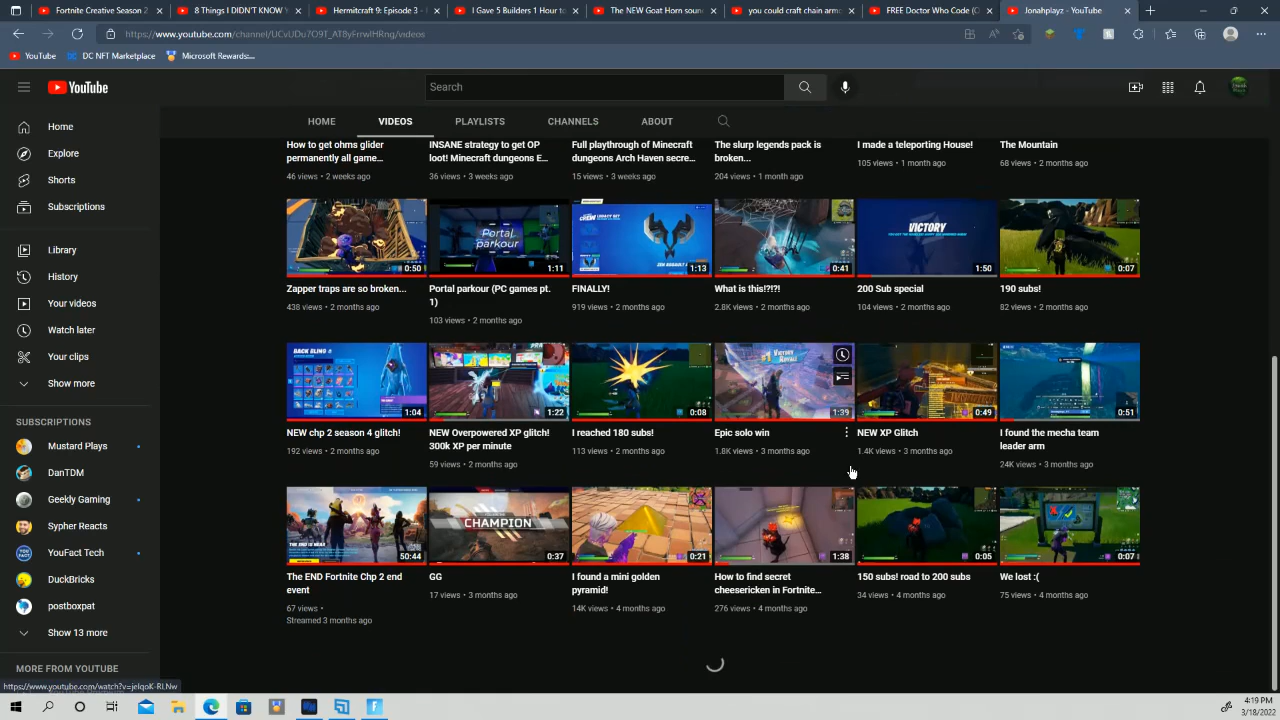 Fortnite Creative Season 2
8 Things I DIDN'T KNOW
Hermitcraft 9: Episode 3 -
I Gave 5 Builders 1 Hour to
The NEW Goat Horn soun
you could craft chain armo
FREE Doctor Who Code (C
Jonahplayz - YouTube
YouTube
DC NFT Marketplace
Microsoft Rewards:...
YouTube
Search
HOME
VIDEOS
PLAYLISTS
CHANNELS
ABOUT
Home
Explore
Shorts
Subscriptions
Library
History
Your videos
Watch later
Your clips
Show more
SUBSCRIPTIONS
Mustard Plays
DanTDM
Geekly Gaming
Sypher Reacts
YouFact Tech
DuckBricks
postboxpat
Show 13 more
MORE FROM YOUTUBE
How to get ohms glider
permanently all game...
46 views • 2 weeks ago
INSANE strategy to get OP
loot! Minecraft dungeons E...
36 views • 3 weeks ago
Full playthrough of Minecraft
dungeons Arch Haven secre...
15 views • 3 weeks ago
The slurp legends pack is
broken...
204 views • 1 month ago
I made a teleporting House!
105 views • 1 month ago
The Mountain
68 views • 2 months ago
0:50
Zapper traps are so broken...
438 views • 2 months ago
Portal
parkour
1:11
Portal parkour (PC games pt.
1)
103 views • 2 months ago
1:13
FINALLY!
919 views • 2 months ago
0:41
What is this!?!?!
2.8K views • 2 months ago
VICTORY
1:50
200 Sub special
104 views • 2 months ago
0:07
190 subs!
82 views • 2 months ago
BACK BLING
1:04
NEW chp 2 season 4 glitch!
192 views • 2 months ago
1:22
NEW Overpowered XP glitch!
300k XP per minute
59 views • 2 months ago
0:08
I reached 180 subs!
113 views • 2 months ago
1:39
Epic solo win
1.8K views • 3 months ago
0:49
NEW XP Glitch
1.4K views • 3 months ago
0:51
I found the mecha team
leader arm
24K views • 3 months ago
THE END IS NEAR
50:44
The END Fortnite Chp 2 end
event
67 views •
Streamed 3 months ago
CHAMPION
0:37
GG
17 views • 3 months ago
0:21
I found a mini golden
pyramid!
14K views • 4 months ago
1:38
How to find secret
cheesericken in Fortnite...
276 views • 4 months ago
0:05
150 subs! road to 200 subs
34 views • 4 months ago
0:07
We lost :(
75 views • 4 months ago
4:19 PM
3/18/2022